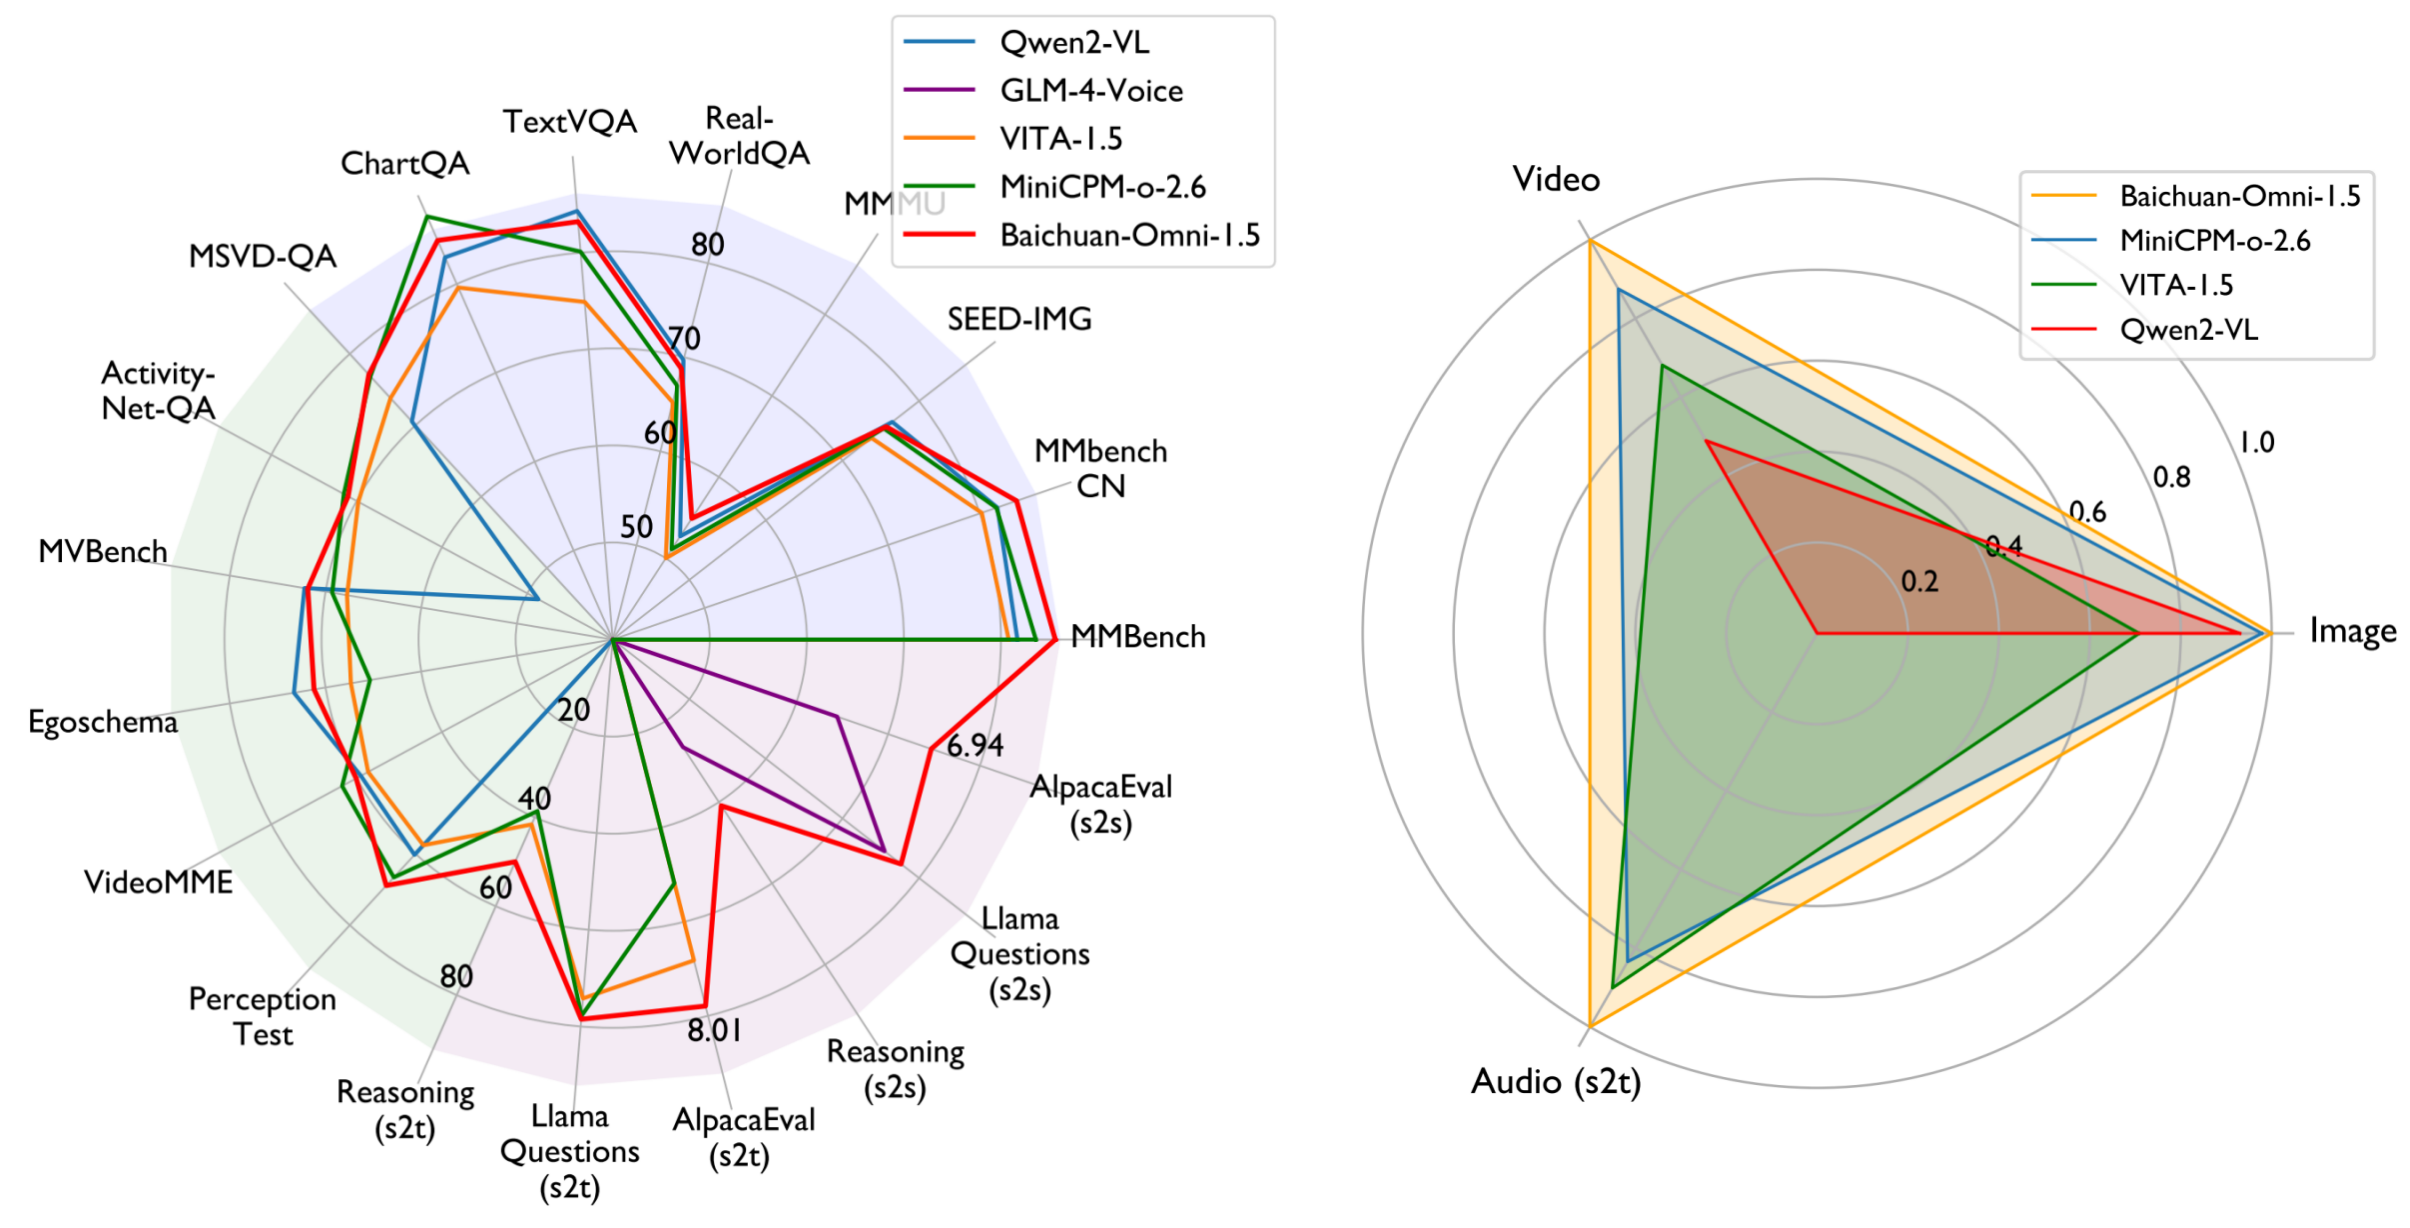 Qwen2-VL
GLM-4-Voice
VITA-1.5
MiniCPM-o-2.6
Baichuan-Omni-1.5
TextVQA
Real-
WorldQA
ChartQA
MMMU
MSVD-QA
SEED-IMG
Activity-
Net-QA
MMbench
CN
MVBench
MMBench
Egoschema
AlpacaEval
(s2s)
VideoMME
Llama
Questions
(s2s)
Perception
Test
Reasoning
(s2s)
Reasoning
(s2t)
Llama
Questions
(s2t)
AlpacaEval
(s2t)
80
70
60
50
20
40
60
80
6.94
8.01
Video
Baichuan-Omni-1.5
MiniCPM-o-2.6
VITA-1.5
Qwen2-VL
1.0
0.8
0.6
0.4
0.2
Image
Audio (s2t)